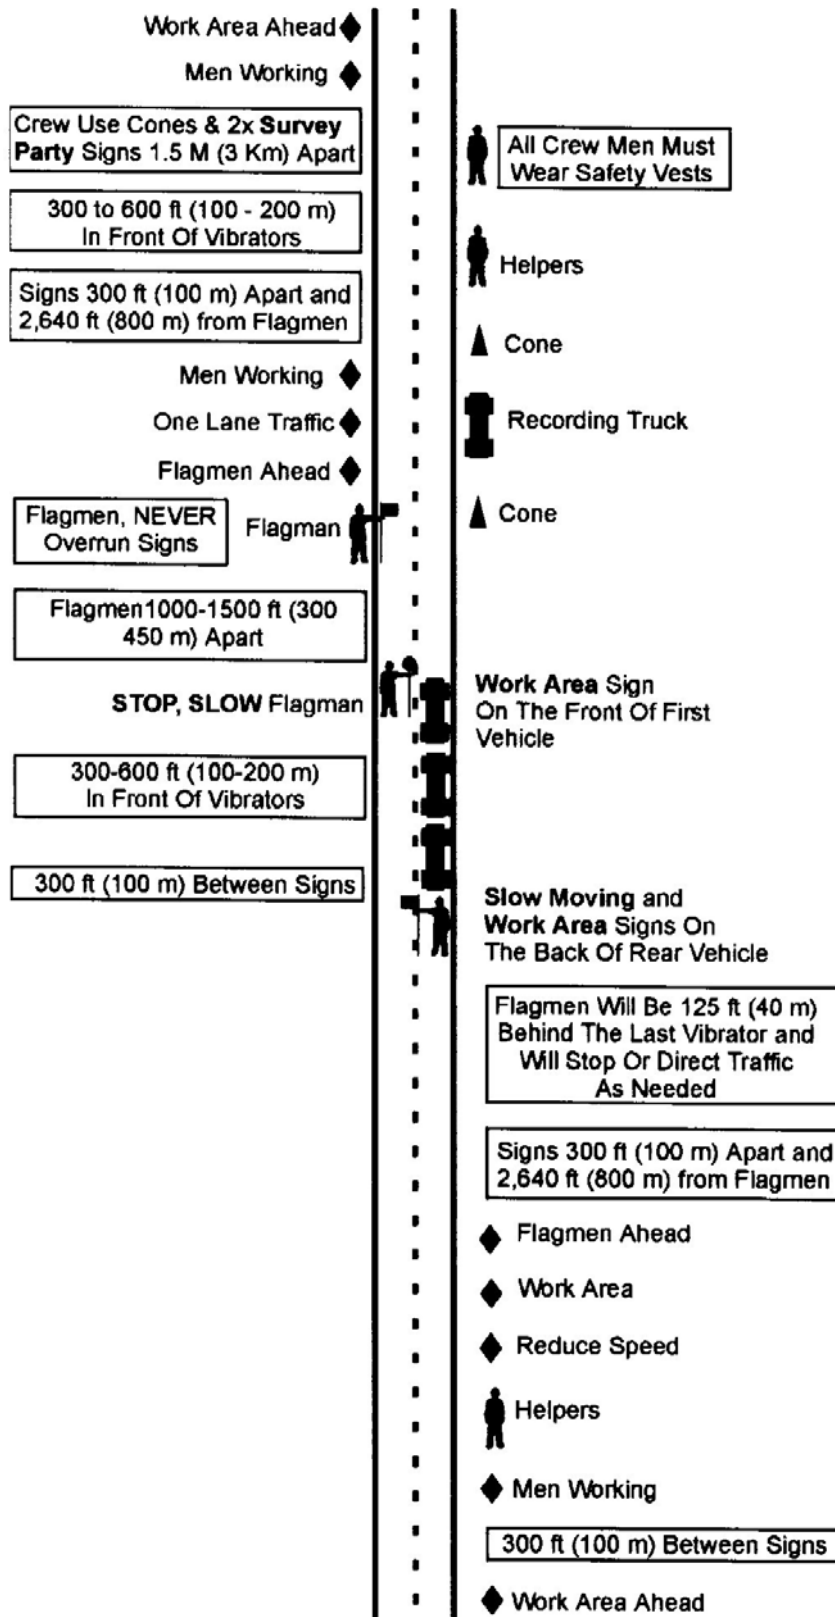 Work Area Ahead
Men Working
Crew Use Cones & 2x Survey
Party Signs 1.5 M (3 Km) Apart
All Crew Men Must
Wear Safety Vests
300 to 600 ft (100 - 200 m)
In Front Of Vibrators
Helpers
Signs 300 ft (100 m) Apart and
2,640 ft (800 m) from Flagmen
Cone
Men Working
One Lane Traffic
Recording Truck
Flagmen Ahead
Flagmen, NEVER
Overrun Signs
Flagman
Cone
Flagmen1000-1500 ft (300
450 m) Apart
STOP, SLOW Flagman
Work Area Sign
On The Front Of First
Vehicle
300-600 ft (100-200 m)
In Front Of Vibrators
300 ft (100 m) Between Signs
Slow Moving and
Work Area Signs On
The Back Of Rear Vehicle
Flagmen Will Be 125 ft (40 m)
Behind The Last Vibrator and
Will Stop Or Direct Traffic
As Needed
Signs 300 ft (100 m) Apart and
2,640 ft (800 m) from Flagmen
Flagmen Ahead
Work Area
Reduce Speed
Helpers
Men Working
300 ft (100 m) Between Signs
Work Area Ahead